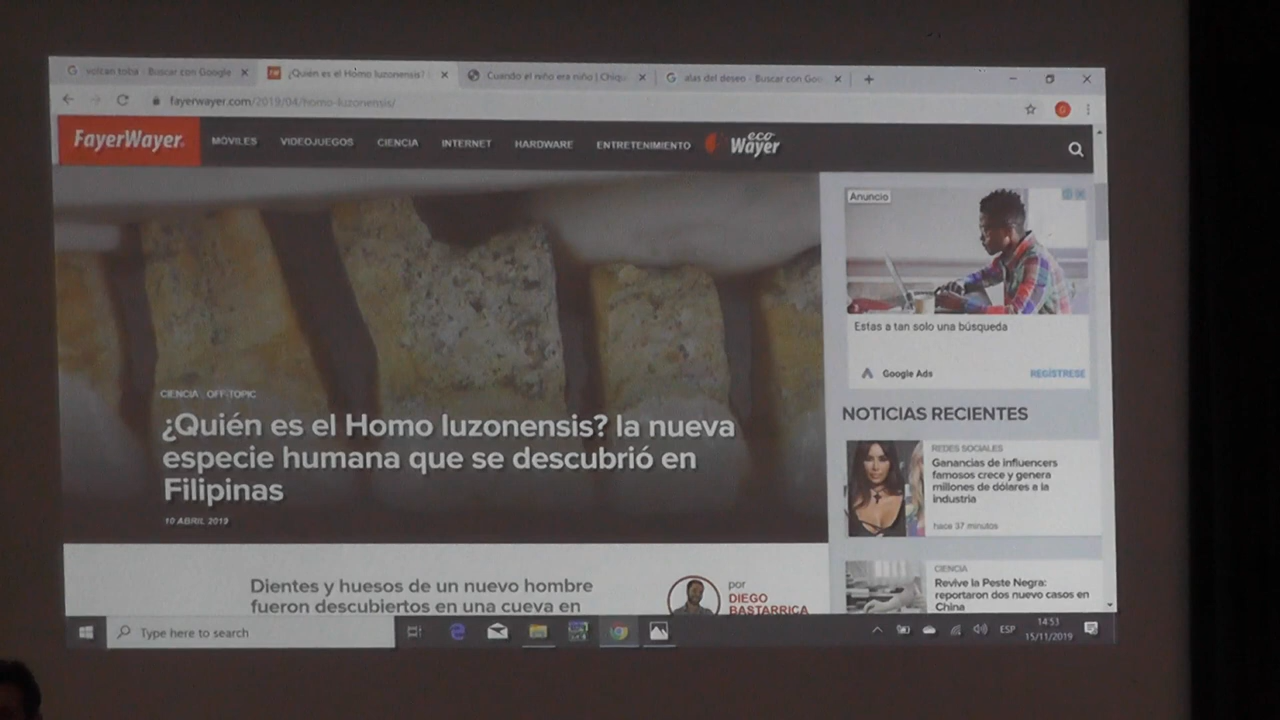 volcan toba - Buscar con Google
¿Quién es el Homo luzonensis?
Cuando el niño era niño | Chiqu
alas del deseo - Buscar con Goo
fayerwayer.com/2019/04/homo-luzonensis/
FayerWayer
MÓVILES VIDEOJUEGOS CIENCIA INTERNET HARDWARE ENTRETENIMIENTO
eco
Wayer
CIENCIA OFF-TOPIC
¿Quién es el Homo luzonensis? la nueva
especie humana que se descubrió en
Filipinas
10 ABRIL 2019
Dientes y huesos de un nuevo hombre
fueron descubiertos en una cueva en
por
DIEGO
BASTARRICA
Anuncio
Estas a tan solo una búsqueda
Google Ads
REGÍSTRESE
NOTICIAS RECIENTES
REDES SOCIALES
Ganancias de influencers
famosos crece y genera
millones de dólares a la
industria
hace 37 minutos
CIENCIA
Revive la Peste Negra:
reportaron dos nuevo casos en
China
Type here to search
ESP
14:53
15/11/2019